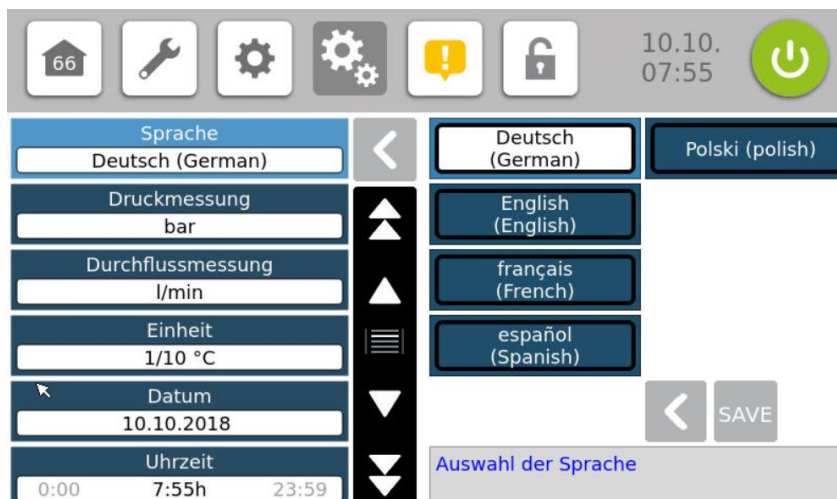 66
10.10.
07:55
Sprache
Deutsch (German)
Druckmessung
bar
Durchflussmessung
l/min
Einheit
1/10 °C
Datum
10.10.2018
Uhrzeit
0:00 7:55h 23:59
Deutsch
(German)
Polski (polish)
English
(English)
français
(French)
español
(Spanish)
SAVE
Auswahl der Sprache